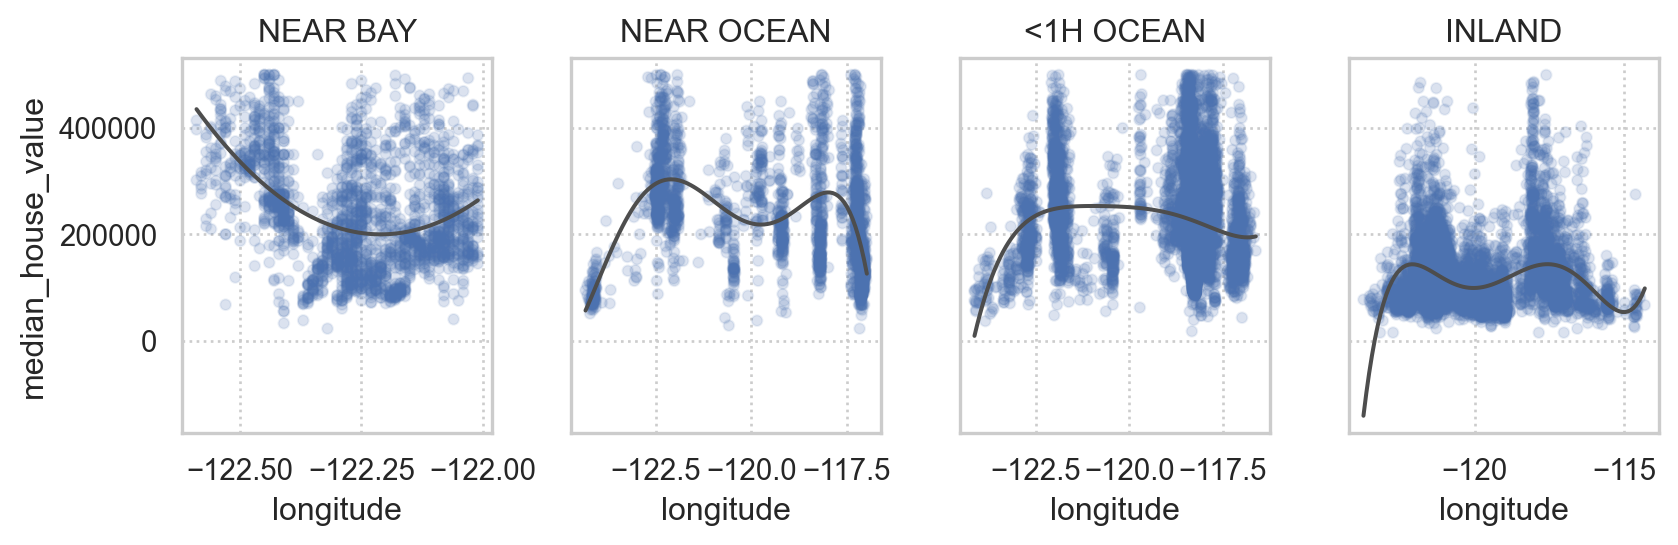 NEAR BAY
NEAR OCEAN
<1H OCEAN
INLAND
median_house_value
400000
200000
0
−122.50 −122.25 −122.00
longitude
−122.5 −120.0 −117.5
longitude
−122.5 −120.0 −117.5
longitude
−120 −115
longitude